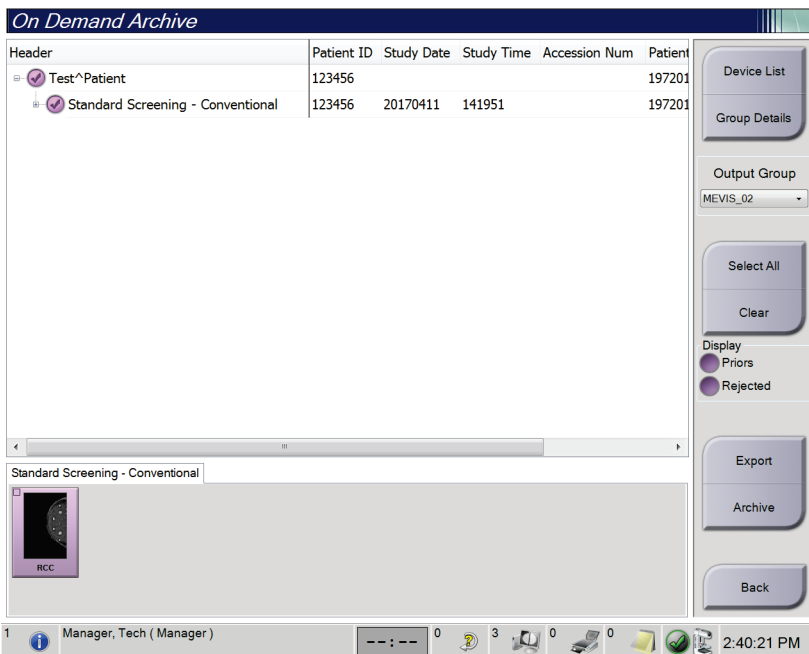 On Demand Archive
Header Patient ID Study Date Study Time Accession Num Patient
Test^Patient 123456 197201
Standard Screening - Conventional 123456 20170411 141951 197201
Device List
Group Details
Output Group
MEVIS_02
Select All
Clear
Display
Priors
Rejected
Export
Archive
Back
Standard Screening - Conventional
RCC
1 Manager, Tech ( Manager ) --:-- 0 3 0 0 2:40:21 PM